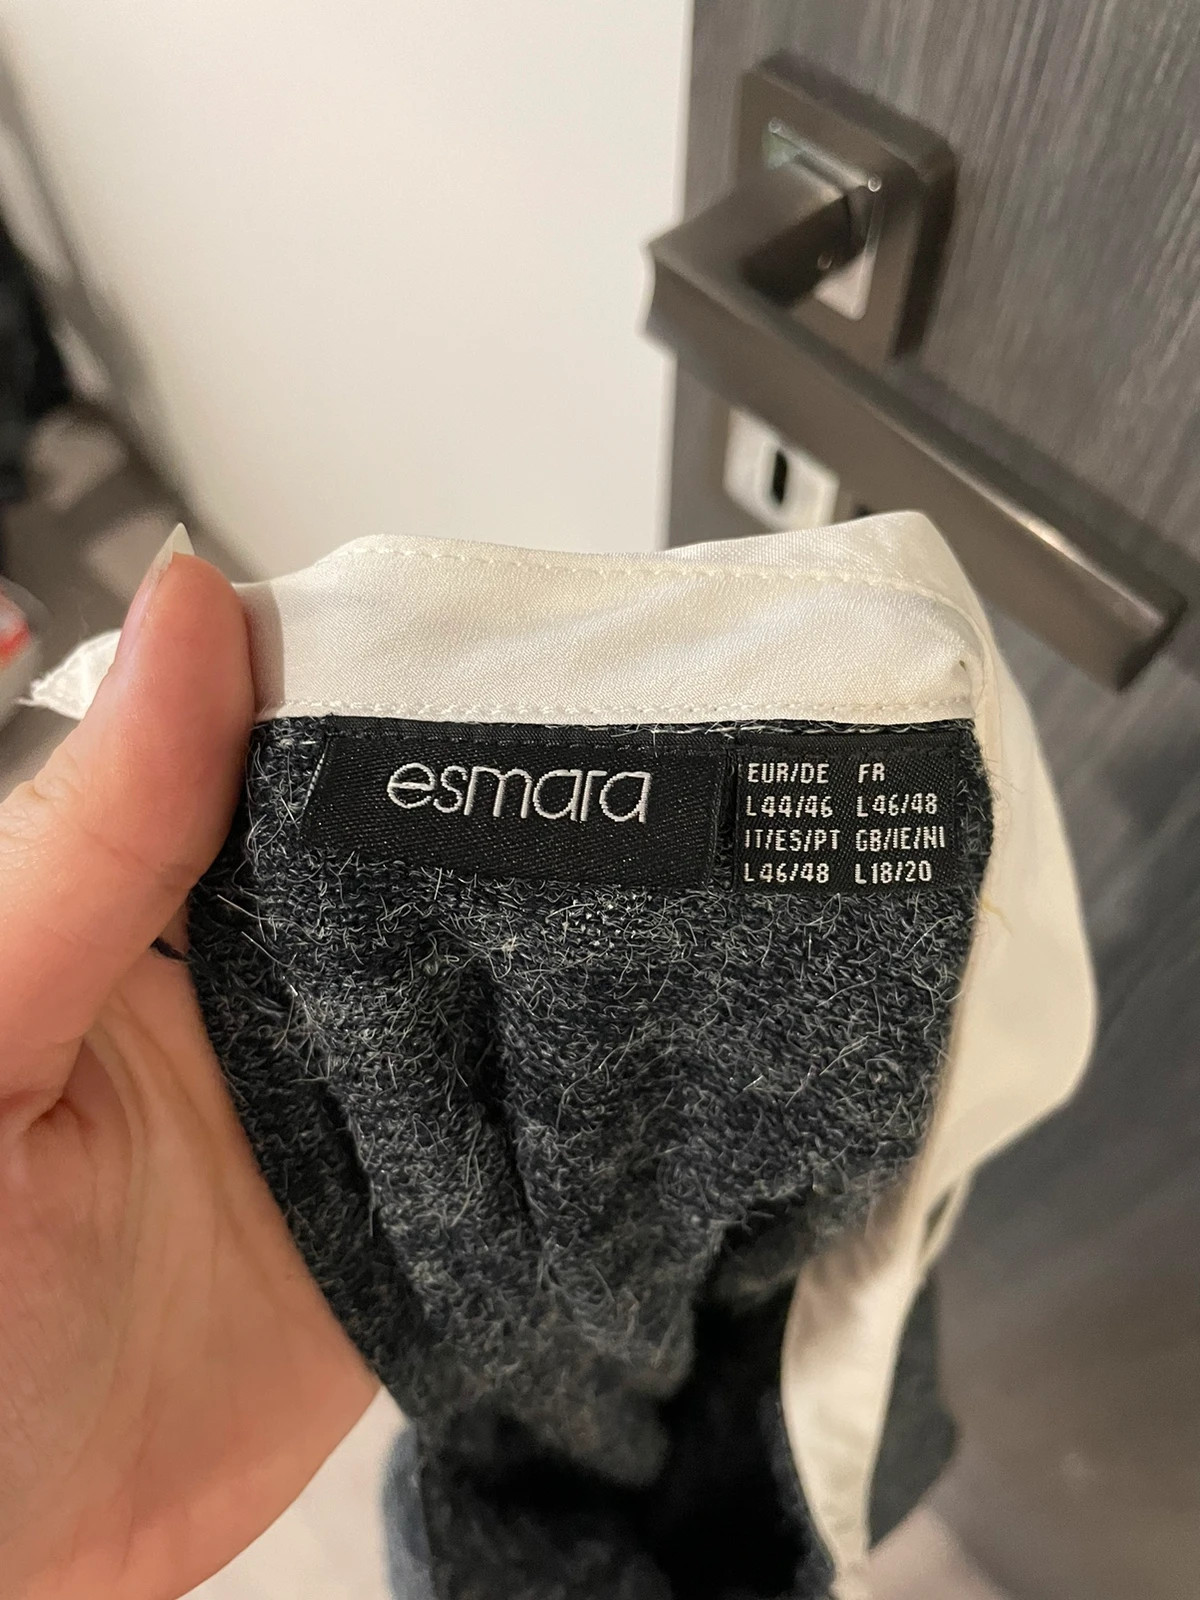 esmara
EUR/DE FR
L44/46 L46/48
IT/ES/PT GB/IE/NI
L46/48 L18/20